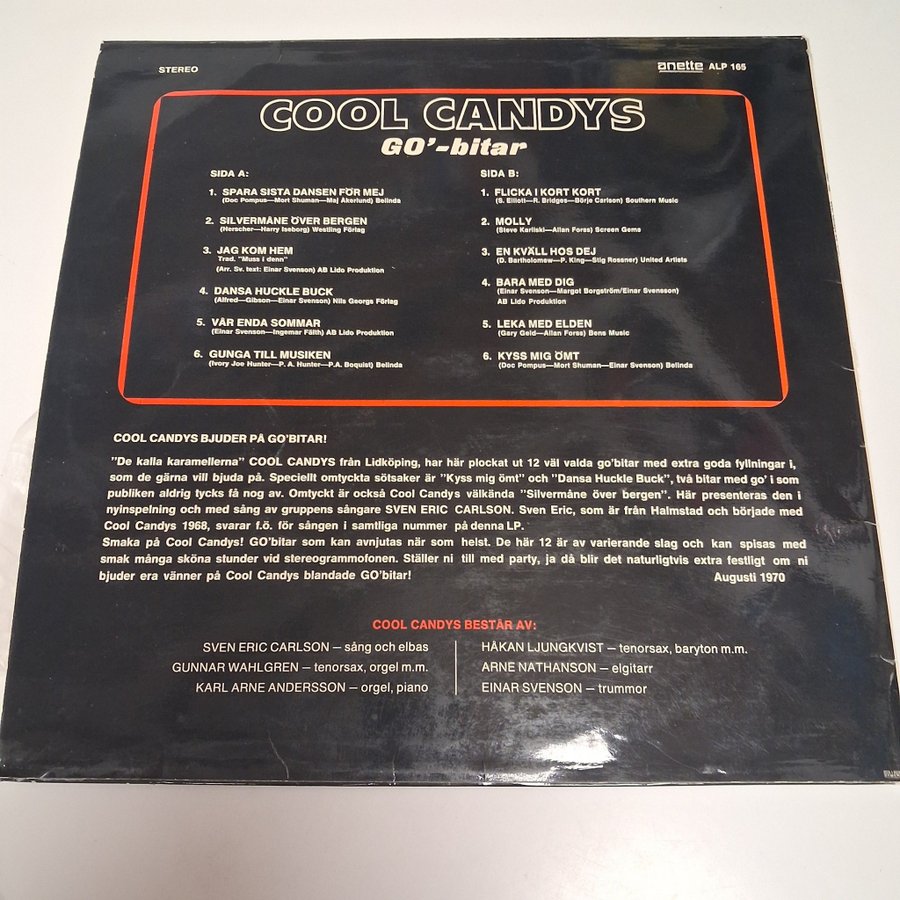 STEREO
anette ALP 165
COOL CANDYS
GO'-bitar
SIDA A:
1. SPARA SISTA DANSEN FÖR MEJ
(Doc Pompus—Mort Shuman—Maj Åkerlund) Belinda
2. SILVERMÅNE ÖVER BERGEN
(Herscher—Harry Iseborg) Westling Förlag
3. JAG KOM HEM
Trad. "Muss i denn"
(Arr. Sv. text: Einar Svenson) AB Lido Produktion
4. DANSA HUCKLE BUCK
(Alfred—Gibson—Einar Svenson) Nils Georgs Förlag
5. VÅR ENDA SOMMAR
(Einar Svenson—Ingemar Fälth) AB Lido Produktion
6. GUNGA TILL MUSIKEN
(Ivory Joe Hunter—P. A. Hunter—P.A. Boquist) Belinda
SIDA B:
1. FLICKA I KORT KORT
(S. Elliott—R. Bridges—Börje Carlson) Southern Music
2. MOLLY
(Steve Karliski—Allan Forss) Screen Gems
3. EN KVÄLL HOS DEJ
(D. Bartholomew—P. King—Stig Rossner) United Artists
4. BARA MED DIG
(Einar Svenson—Margot Borgström/Einar Svensson)
AB Lido Produktion
5. LEKA MED ELDEN
(Gary Geld—Allan Forss) Bens Music
6. KYSS MIG ÖMT
(Doc Pompus—Mort Shuman—Einar Svenson) Belinda
COOL CANDYS BJUDER PÅ GO'BITAR!
"De kalla karamellerna" COOL CANDYS från Lidköping, har här plockat ut 12 väl valda go'bitar med extra goda fyllningar i,
som de gärna vill bjuda på. Speciellt omtyckta sötsaker är "Kyss mig ömt" och "Dansa Huckle Buck", två bitar med go' i som
publiken aldrig tycks få nog av. Omtyckt är också Cool Candys välkända "Silvermåne över bergen". Här presenteras den i
nyinspelning och med sång av gruppens sångare SVEN ERIC CARLSON. Sven Eric, som är från Halmstad och började med
Cool Candys 1968, svarar f.ö. för sången i samtliga nummer på denna LP.
Smaka på Cool Candys! GO'bitar som kan avnjutas när som helst. De här 12 är av varierande slag och kan spisas med
smak många sköna stunder vid stereogrammofonen. Ställer ni till med party, ja då blir det naturligtvis extra festligt om ni
bjuder era vänner på Cool Candys blandade GO'bitar!
Augusti 1970
COOL CANDYS BESTÅR AV:
SVEN ERIC CARLSON — sång och elbas
GUNNAR WAHLGREN — tenorsax, orgel m.m.
KARL ARNE ANDERSSON — orgel, piano
HÅKAN LJUNGKVIST — tenorsax, baryton m.m.
ARNE NATHANSON — elgitarr
EINAR SVENSON — trummor